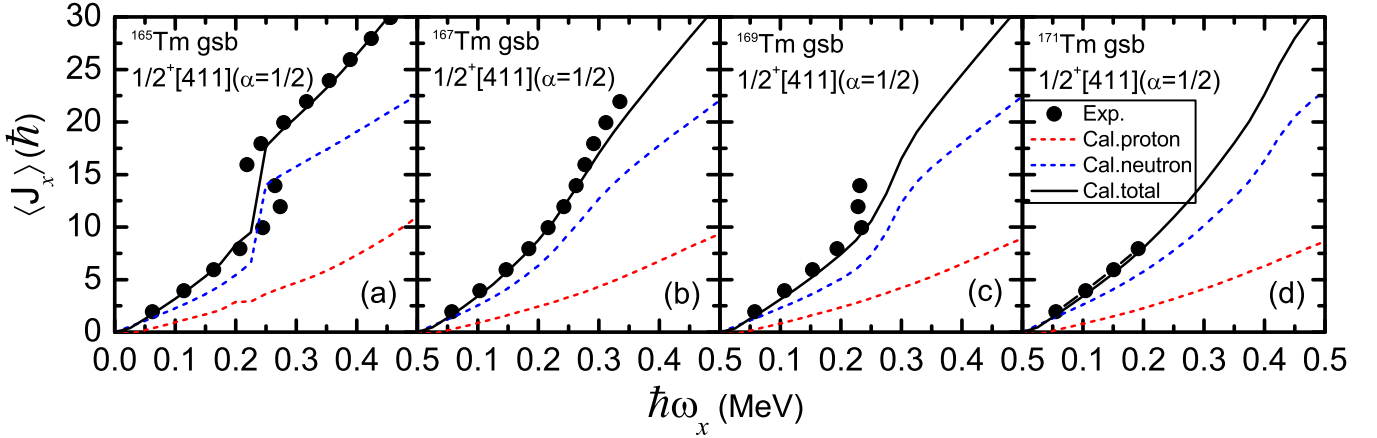 30
25
20
15
10
5
0
⟨Jx⟩(ℏ)
¹⁶⁵Tm gsb
1/2⁺[411](α=1/2)
(a)
¹⁶⁷Tm gsb
1/2⁺[411](α=1/2)
(b)
¹⁶⁹Tm gsb
1/2⁺[411](α=1/2)
(c)
¹⁷¹Tm gsb
1/2⁺[411](α=1/2)
Exp.
Cal.proton
Cal.neutron
Cal.total
(d)
0.0 0.1 0.2 0.3 0.4 0.5 0.1 0.2 0.3 0.4 0.5 0.1 0.2 0.3 0.4 0.5 0.1 0.2 0.3 0.4 0.5
ℏωx (MeV)